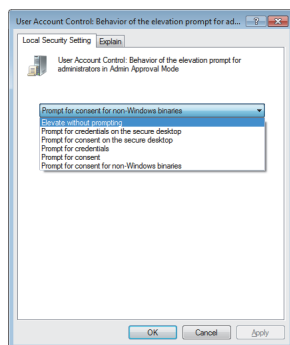 User Account Control: Behavior of the elevation prompt for ad...
Local Security Setting
Explain
User Account Control: Behavior of the elevation prompt for
administrators in Admin Approval Mode
Prompt for consent for non-Windows binaries
Elevate without prompting
Prompt for credentials on the secure desktop
Prompt for consent on the secure desktop
Prompt for credentials
Prompt for consent
Prompt for consent for non-Windows binaries
OK
Cancel
Apply